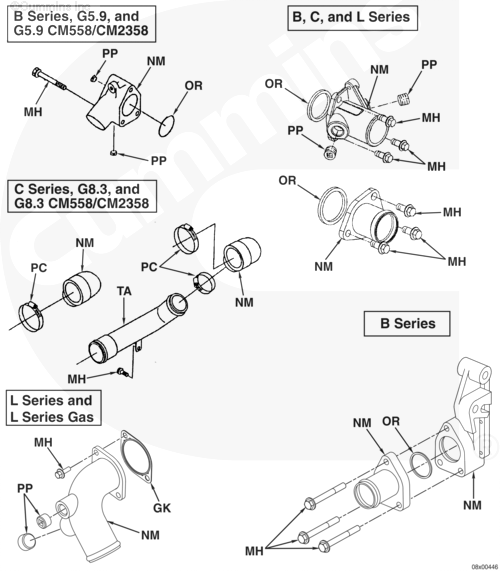 ©Cummins Inc.
B Series, G5.9, and
G5.9 CM558/CM2358
PP
NM
OR
MH
PP
B, C, and L Series
OR
NM
PP
MH
PP
MH
OR
MH
NM
MH
C Series, G8.3, and
G8.3 CM558/CM2358
NM
PC
PC
TA
NM
MH
cummins
B Series
NM
OR
NM
MH
L Series and
L Series Gas
MH
PP
GK
NM
08x00446